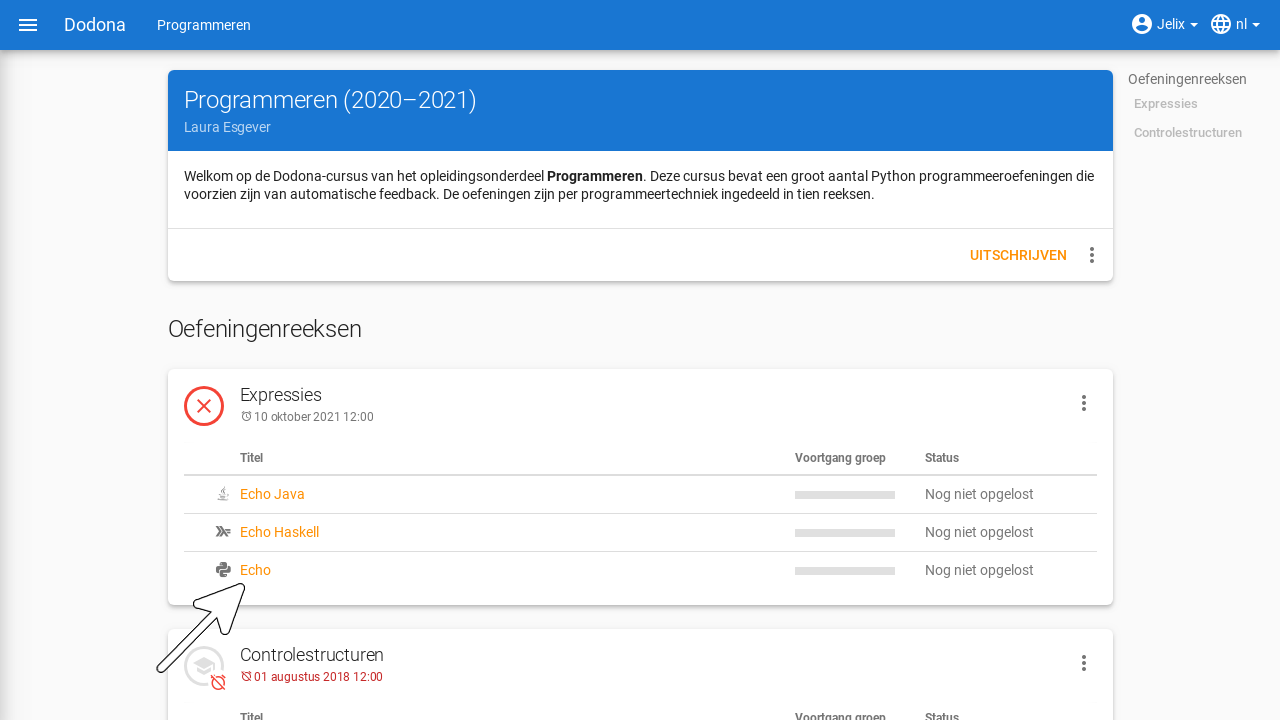 Dodona
Programmeren
Jelix
nl
Programmeren (2020–2021)
Laura Esgever
Welkom op de Dodona-cursus van het opleidingsonderdeel Programmeren. Deze cursus bevat een groot aantal Python programmeeroefeningen die
voorzien zijn van automatische feedback. De oefeningen zijn per programmeertechniek ingedeeld in tien reeksen.
UITSCHRIJVEN
Oefeningenreeksen
Expressies
Controlestructuren
Oefeningenreeksen
Expressies
10 oktober 2021 12:00
Titel Voortgang groep Status
Echo Java Nog niet opgelost
Echo Haskell Nog niet opgelost
Echo Nog niet opgelost
Controlestructuren
01 augustus 2018 12:00
Titel Voortgang groep Status